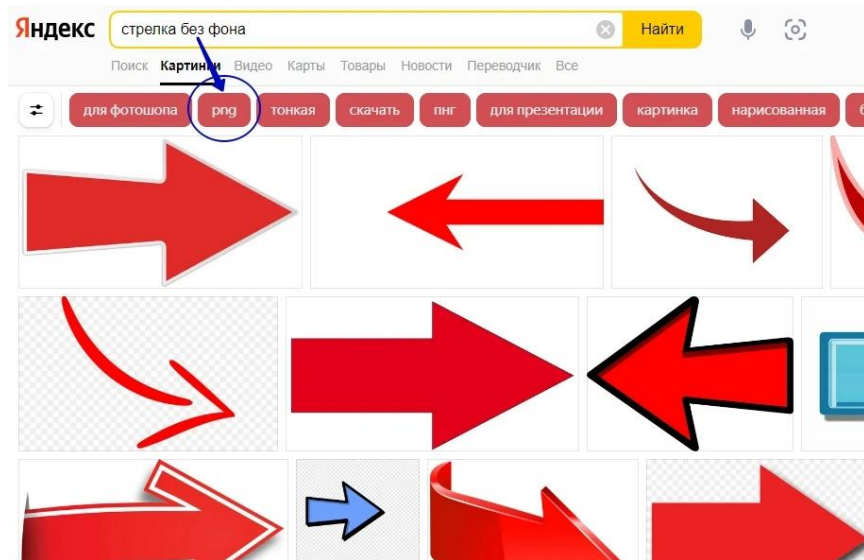 Яндекс
стрелка без фона
Найти
Поиск Картинки Видео Карты Товары Новости Переводчик Все
для фотошопа png тонкая скачать пнг для презентации картинка нарисованная